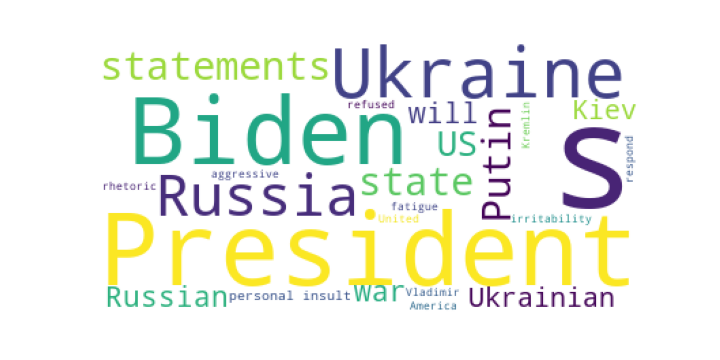 statements Ukraine
Biden refused will US Putin Kremlin Kiev s respond
rhetoric aggressive Russia state
fatigue
President United irritability
Russian personal insult war Vladimir Ukrainian
America